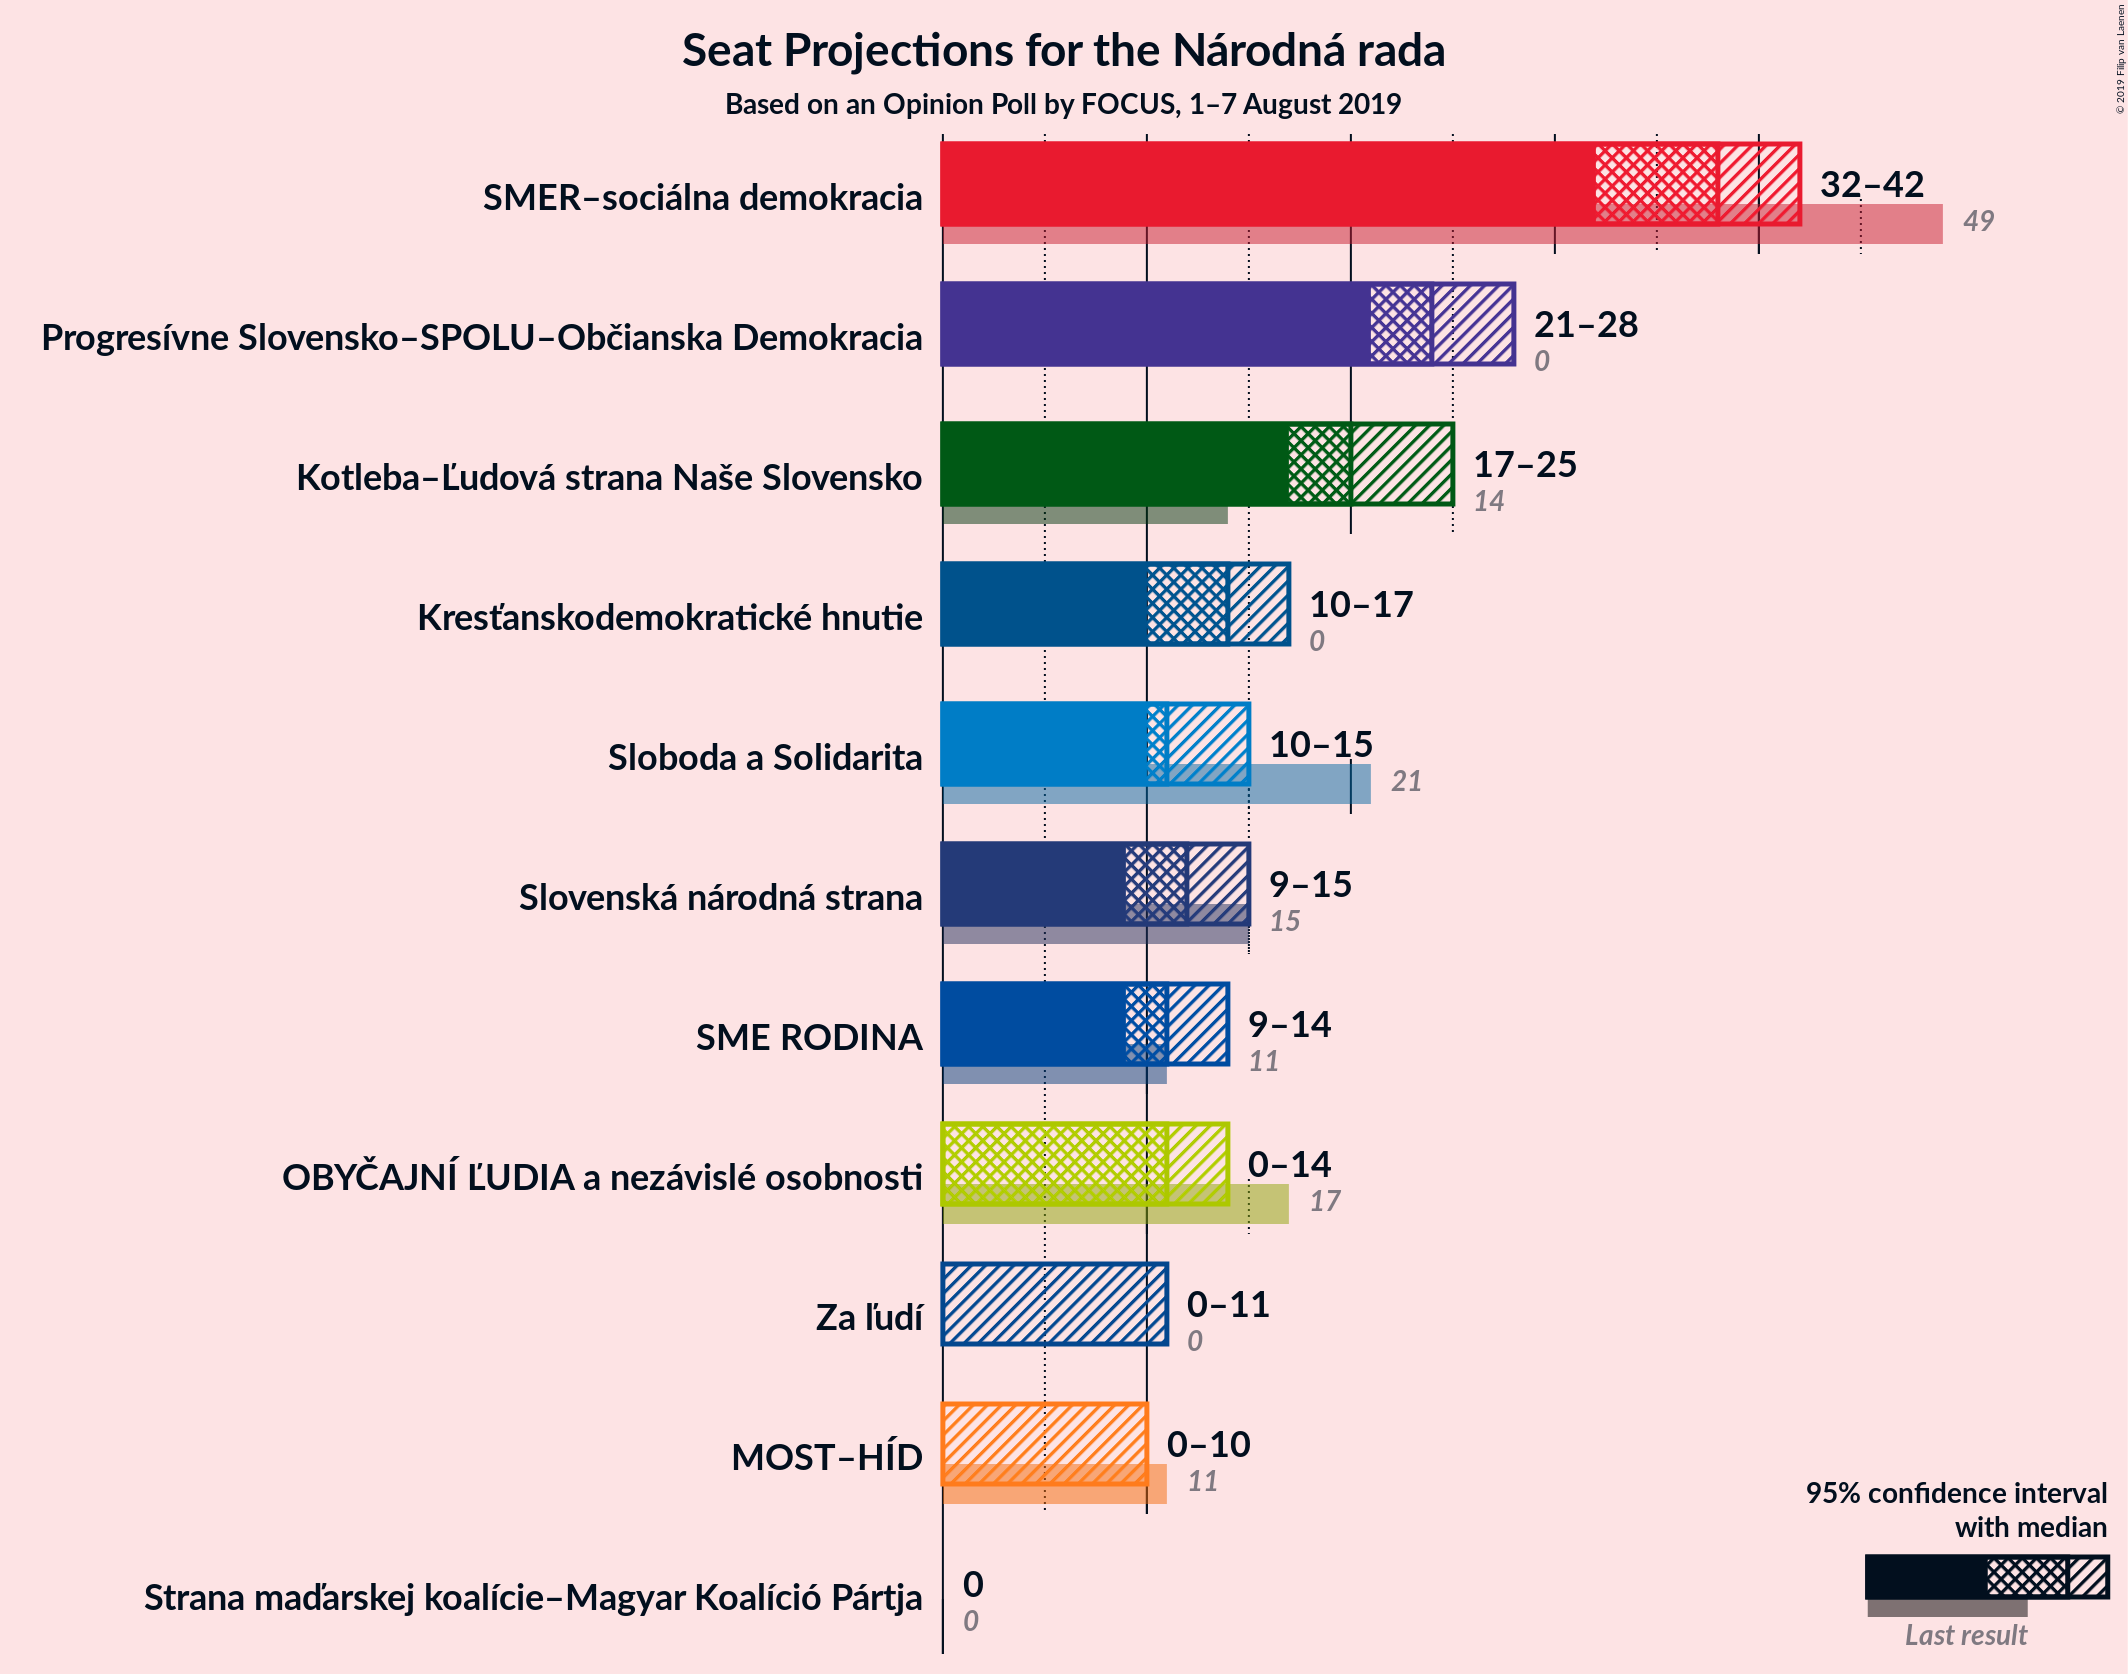 Seat Projections for the Národná rada
Based on an Opinion Poll by FOCUS, 1–7 August 2019
© 2019 Filip van Laenen
SMER–sociálna demokracia
32–42
49
Progresívne Slovensko–SPOLU–Občianska Demokracia
21–28
0
Kotleba–Ľudová strana Naše Slovensko
17–25
14
Kresťanskodemokratické hnutie
10–17
0
Sloboda a Solidarita
10–15
21
Slovenská národná strana
9–15
15
SME RODINA
9–14
11
OBYČAJNÍ ĽUDIA a nezávislé osobnosti
0–14
17
Za ľudí
0–11
0
MOST–HÍD
0–10
11
Strana maďarskej koalície–Magyar Koalíció Pártja
0
0
95% confidence interval
with median
Last result